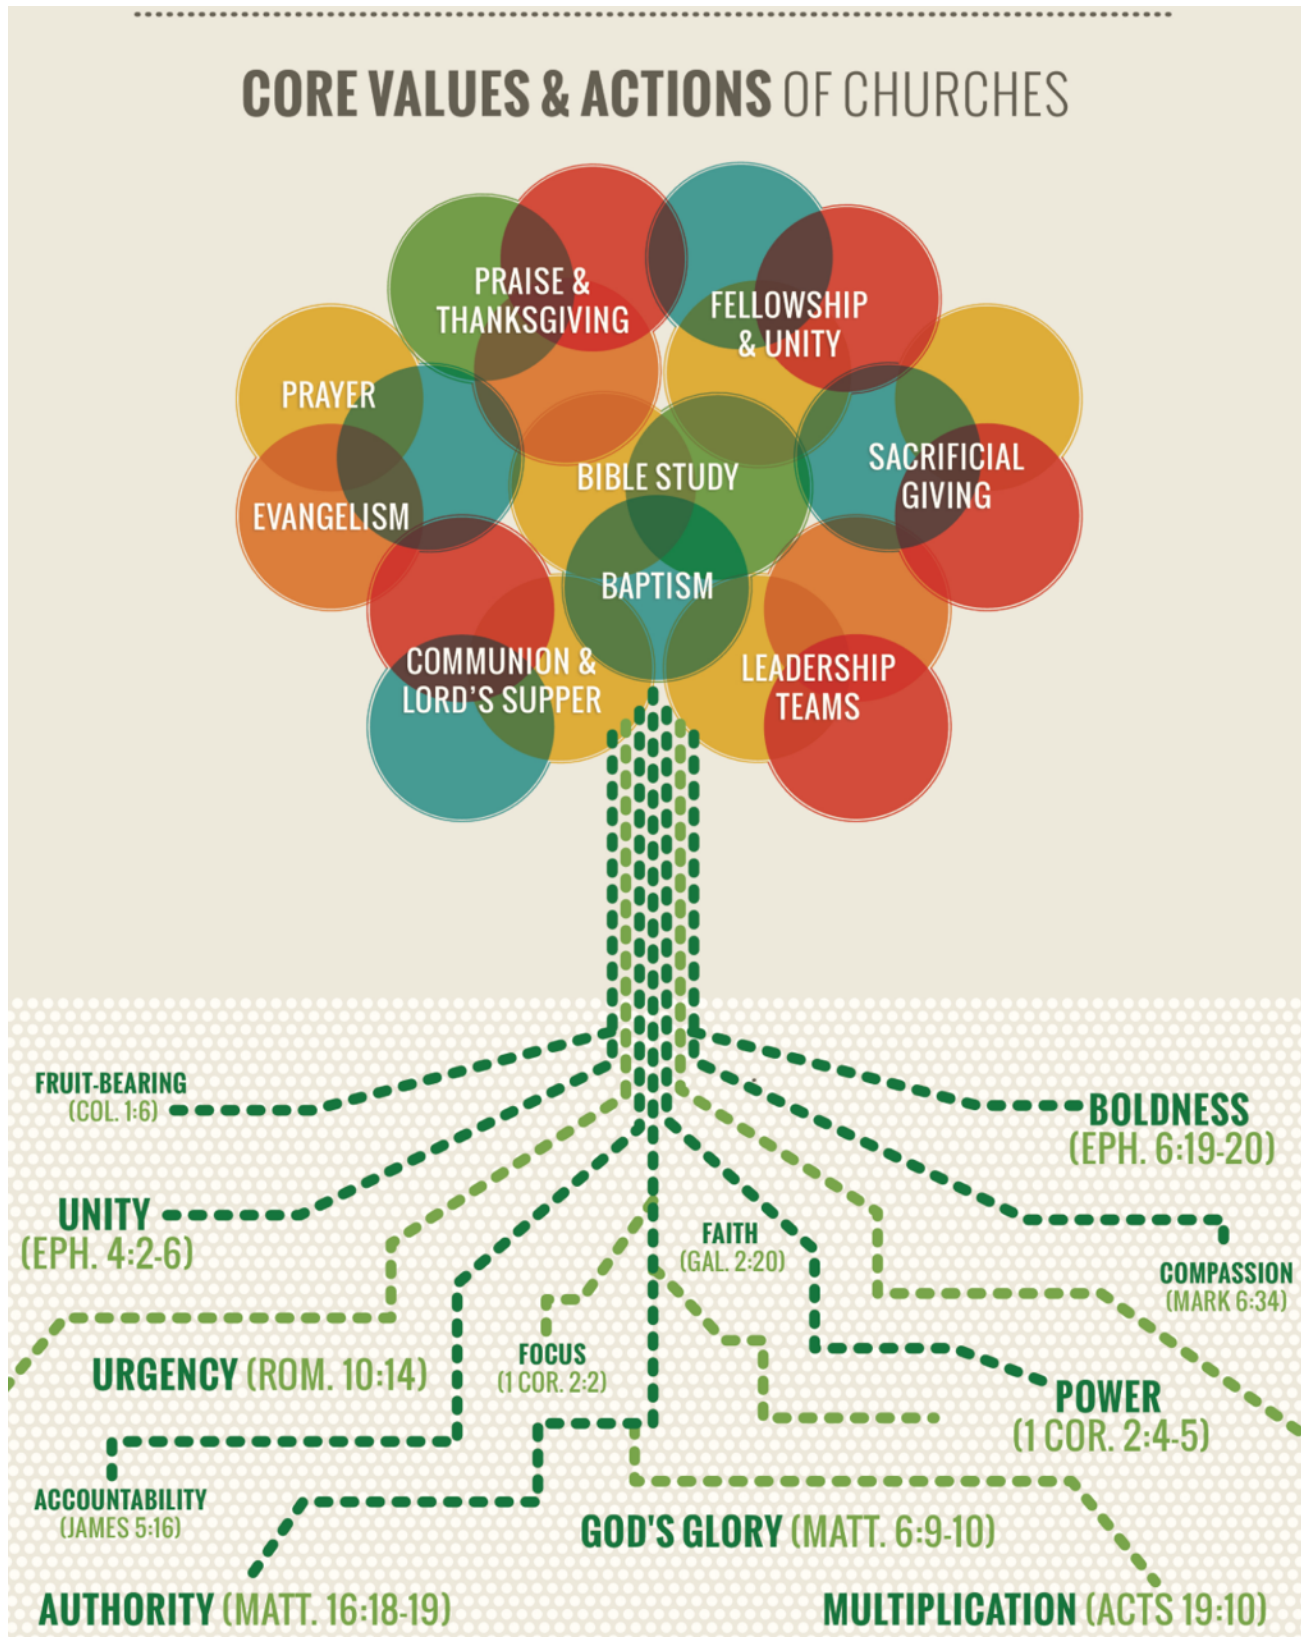 CORE VALUES & ACTIONS OF CHURCHES
PRAISE &
THANKSGIVING
FELLOWSHIP
& UNITY
PRAYER
BIBLE STUDY
SACRIFICIAL
GIVING
EVANGELISM
BAPTISM
COMMUNION &
LORD'S SUPPER
LEADERSHIP
TEAMS
FRUIT-BEARING
(COL. 1:6)
BOLDNESS
(EPH. 6:19-20)
UNITY
(EPH. 4:2-6)
FAITH
(GAL. 2:20)
COMPASSION
(MARK 6:34)
URGENCY (ROM. 10:14)
FOCUS
(1 COR. 2:2)
POWER
(1 COR. 2:4-5)
ACCOUNTABILITY
(JAMES 5:16)
GOD'S GLORY (MATT. 6:9-10)
AUTHORITY (MATT. 16:18-19)
MULTIPLICATION (ACTS 19:10)